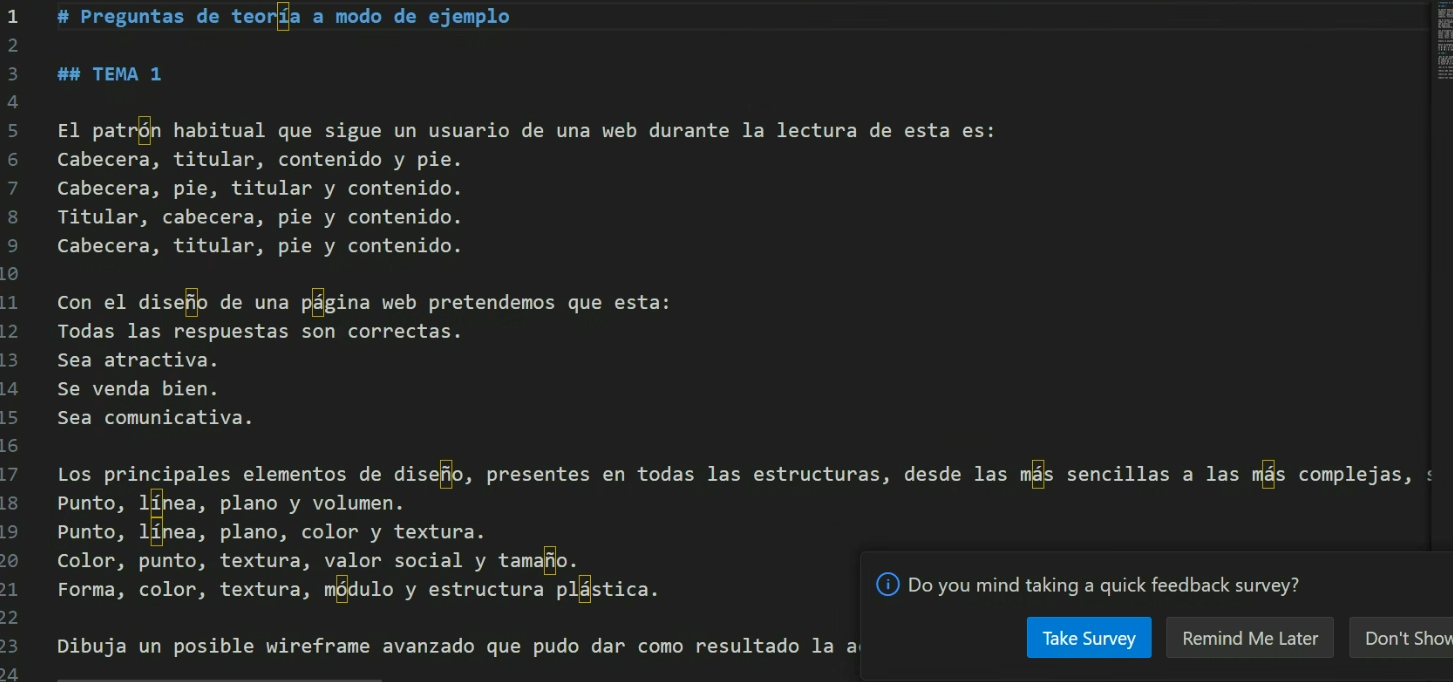 1 # Preguntas de teoría a modo de ejemplo
2
3 ## TEMA 1
4
5 El patrón habitual que sigue un usuario de una web durante la lectura de esta es:
6 Cabecera, titular, contenido y pie.
7 Cabecera, pie, titular y contenido.
8 Titular, cabecera, pie y contenido.
9 Cabecera, titular, pie y contenido.
10
11 Con el diseño de una página web pretendemos que esta:
12 Todas las respuestas son correctas.
13 Sea atractiva.
14 Se venda bien.
15 Sea comunicativa.
16
17 Los principales elementos de diseño, presentes en todas las estructuras, desde las más sencillas a las más complejas,
18 Punto, línea, plano y volumen.
19 Punto, línea, plano, color y textura.
20 Color, punto, textura, valor social y tamaño.
21 Forma, color, textura, módulo y estructura plástica.
22
23 Dibuja un posible wireframe avanzado que pudo dar como resultado la
24
Do you mind taking a quick feedback survey?
Take Survey Remind Me Later Don't Show